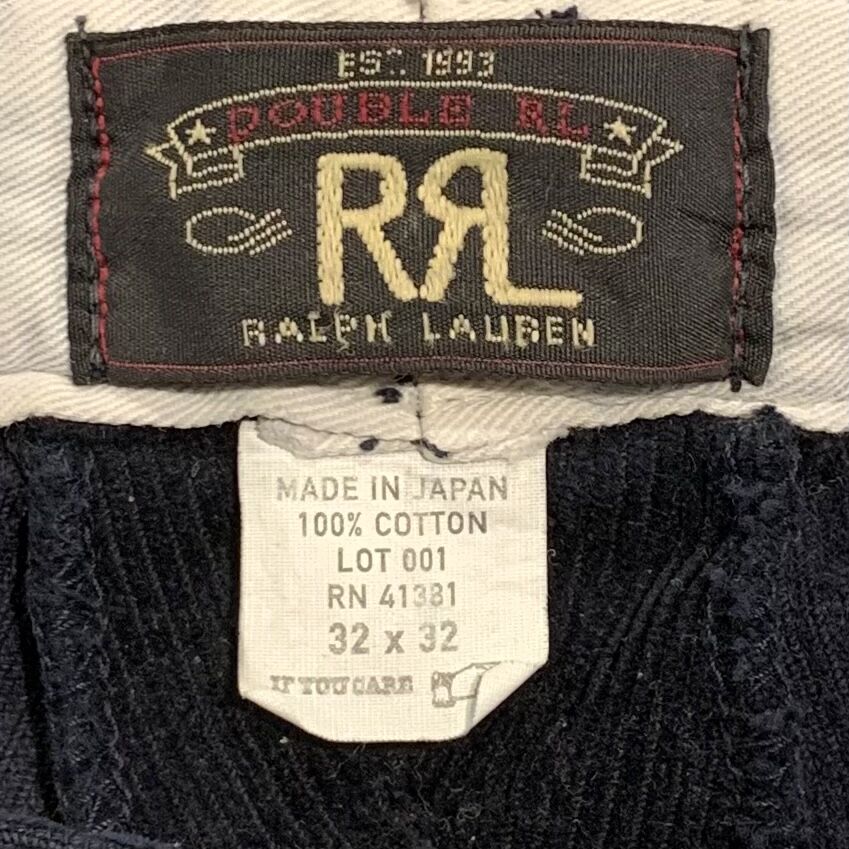 EST. 1993
DOUBLE RL
RRL
RALPH LAUREN
MADE IN JAPAN
100% COTTON
LOT 001
RN 41381
32 x 32
IF YOU CARE